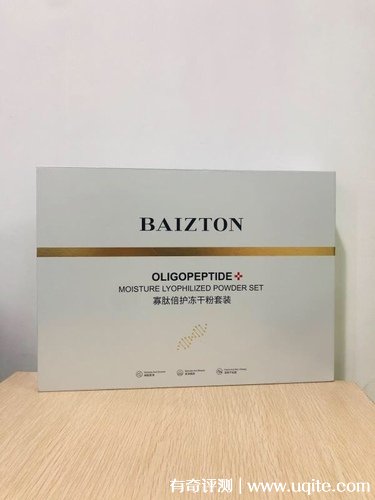 BAIZTON
OLIGOPEPTIDE
MOISTURE LYOPHILIZED POWDER SET
寡肽倍护冻干粉套装
有奇评测 | www.uqite.com